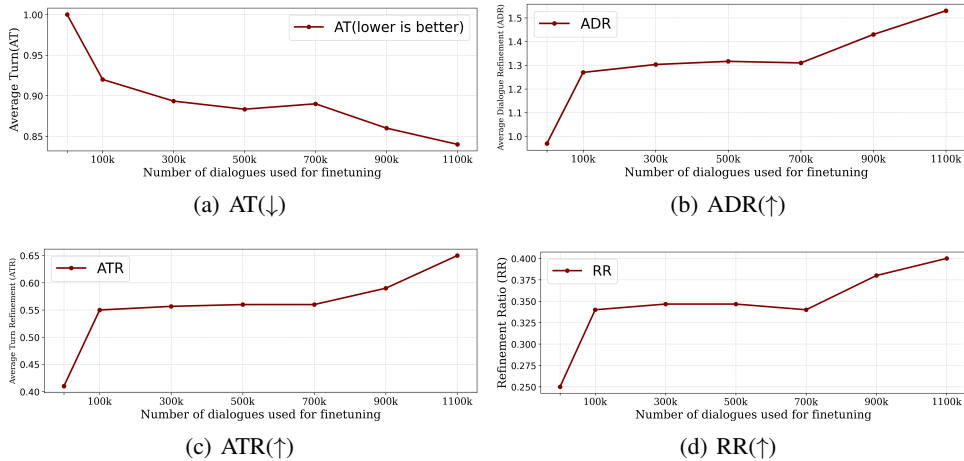 1.00
0.95
0.90
0.85
Average Turn(AT)
AT(lower is better)
100k 300k 500k 700k 900k 1100k
Number of dialogues used for finetuning
(a) AT(↓)
1.5
1.4
1.3
1.2
1.1
1.0
Average Dialogue Refinement (ADR)
ADR
100k 300k 500k 700k 900k 1100k
Number of dialogues used for finetuning
(b) ADR(↑)
0.65
0.60
0.55
0.50
0.45
0.40
Average Turn Refinement (ATR)
ATR
100k 300k 500k 700k 900k 1100k
Number of dialogues used for finetuning
(c) ATR(↑)
0.400
0.375
0.350
0.325
0.300
0.275
0.250
Refinement Ratio (RR)
RR
100k 300k 500k 700k 900k 1100k
Number of dialogues used for finetuning
(d) RR(↑)